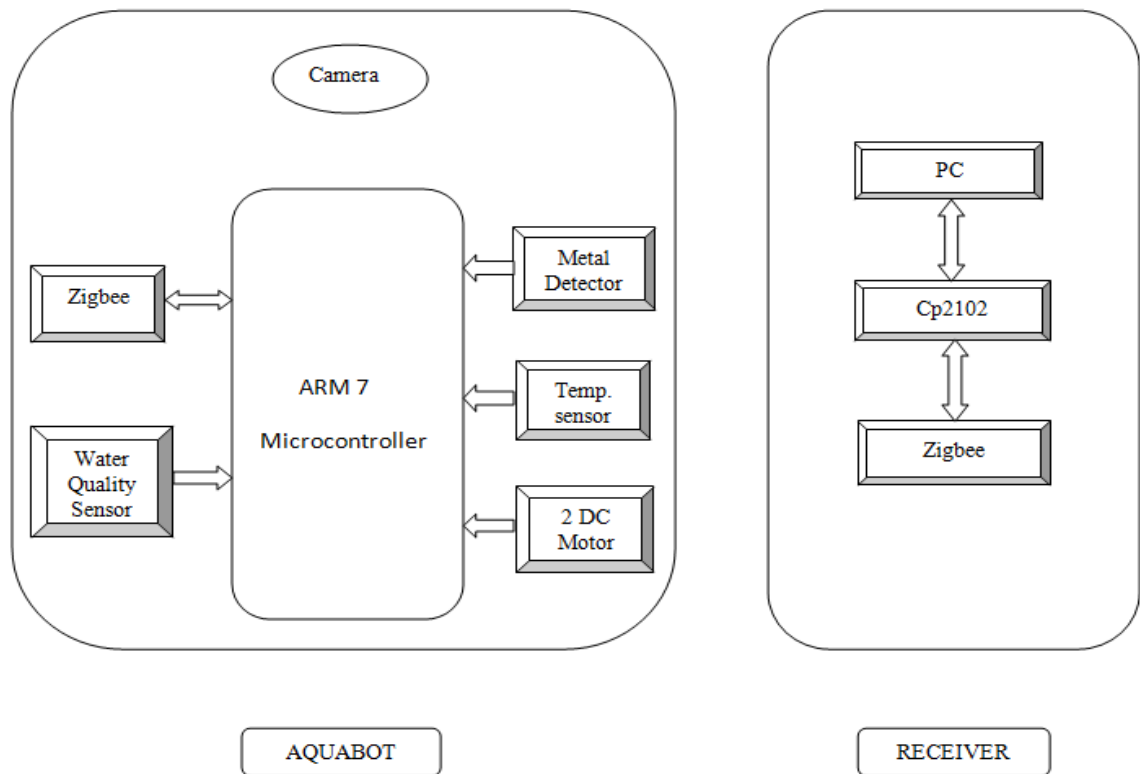 Camera
Zigbee
Water
Quality
Sensor
ARM 7
Microcontroller
Metal
Detector
Temp.
sensor
2 DC
Motor
AQUABOT
PC
Cp2102
Zigbee
RECEIVER